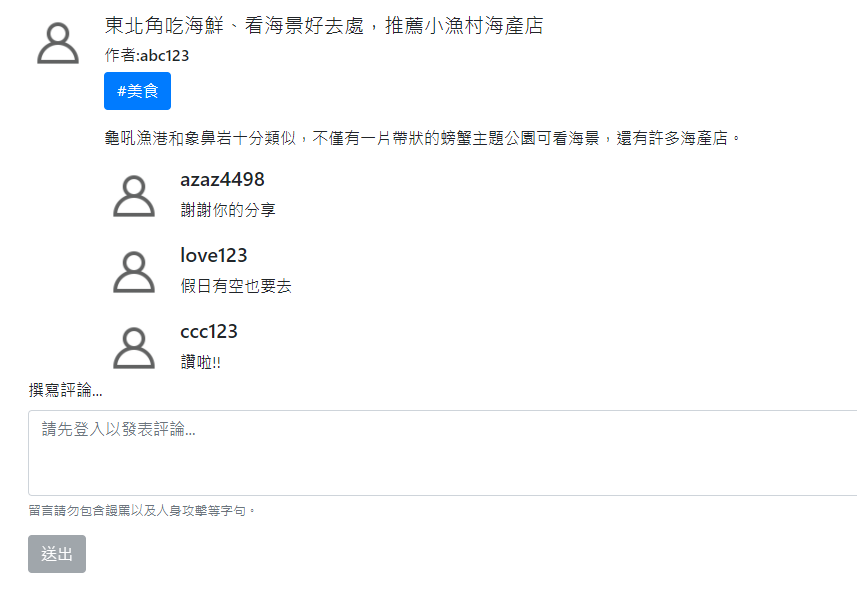 東北角吃海鮮、看海景好去處，推薦小漁村海產店
作者:abc123
#美食
龜吼漁港和象鼻岩十分類似，不僅有一片帶狀的螃蟹主題公園可看海景，還有許多海產店。
azaz4498
謝謝你的分享
love123
假日有空也要去
ccc123
讚啦!!
撰寫評論...
請先登入以發表評論...
留言請勿包含謾罵以及人身攻擊等字句。
送出